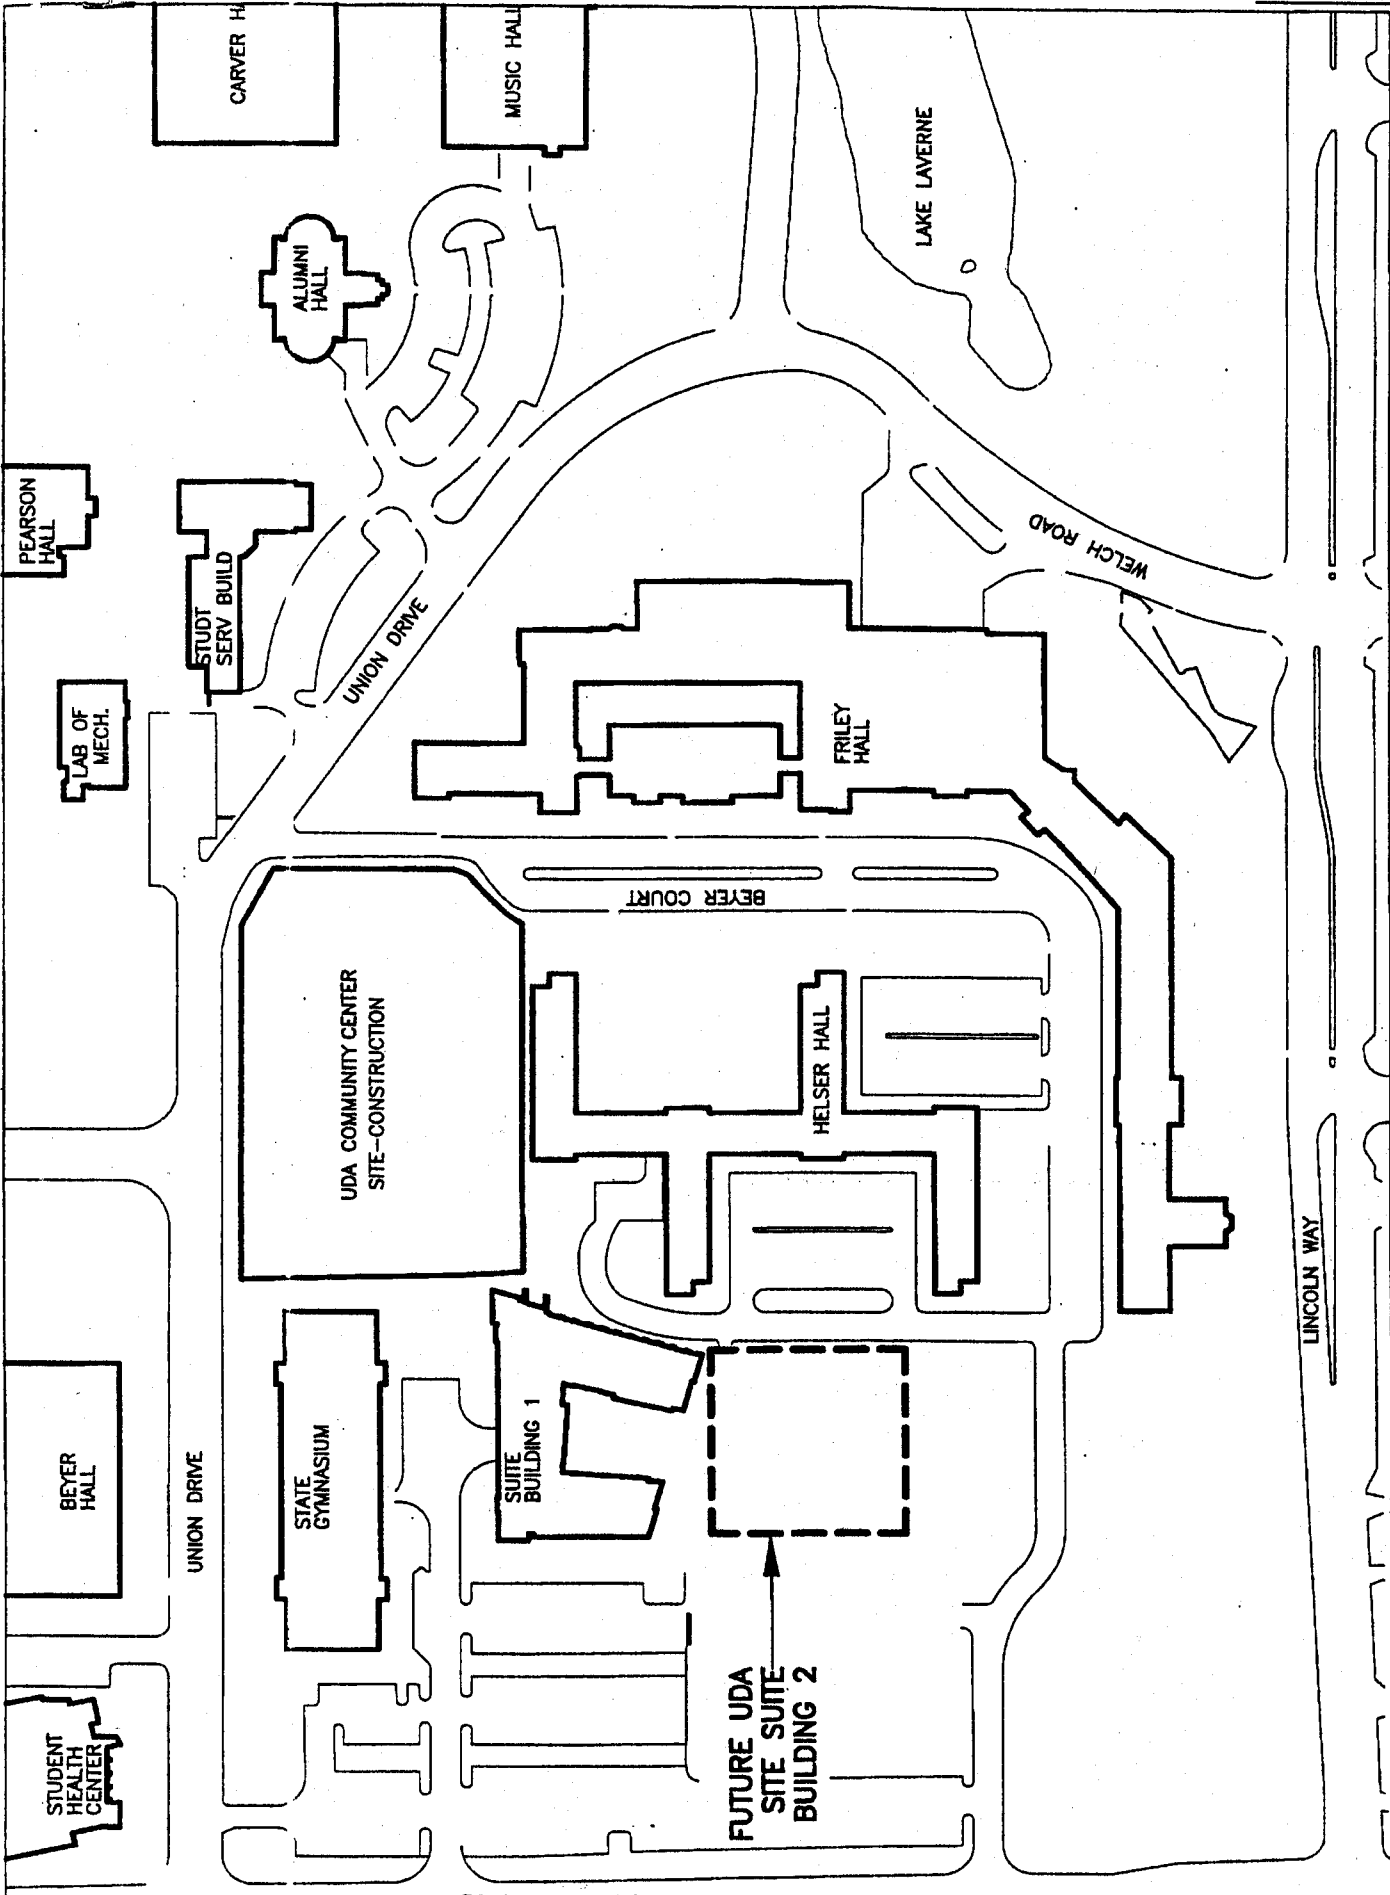 STUDENT
HEALTH
CENTER
BEYER
HALL
LAB OF
MECH.
PEARSON
HALL
UNION DRIVE
STUDT
SERV BUILD
CARVER
STATE
GYMNASIUM
UDA COMMUNITY CENTER
SITE-CONSTRUCTION
UNION DRIVE
ALUMNI
HALL
SUITE
BUILDING 1
MUSIC HALL
BEYER COURT
FUTURE UDA
SITE SUITE
BUILDING 2
HELSER HALL
FRILEY
HALL
LAKE LAVERNE
WELCH ROAD
LINCOLN WAY